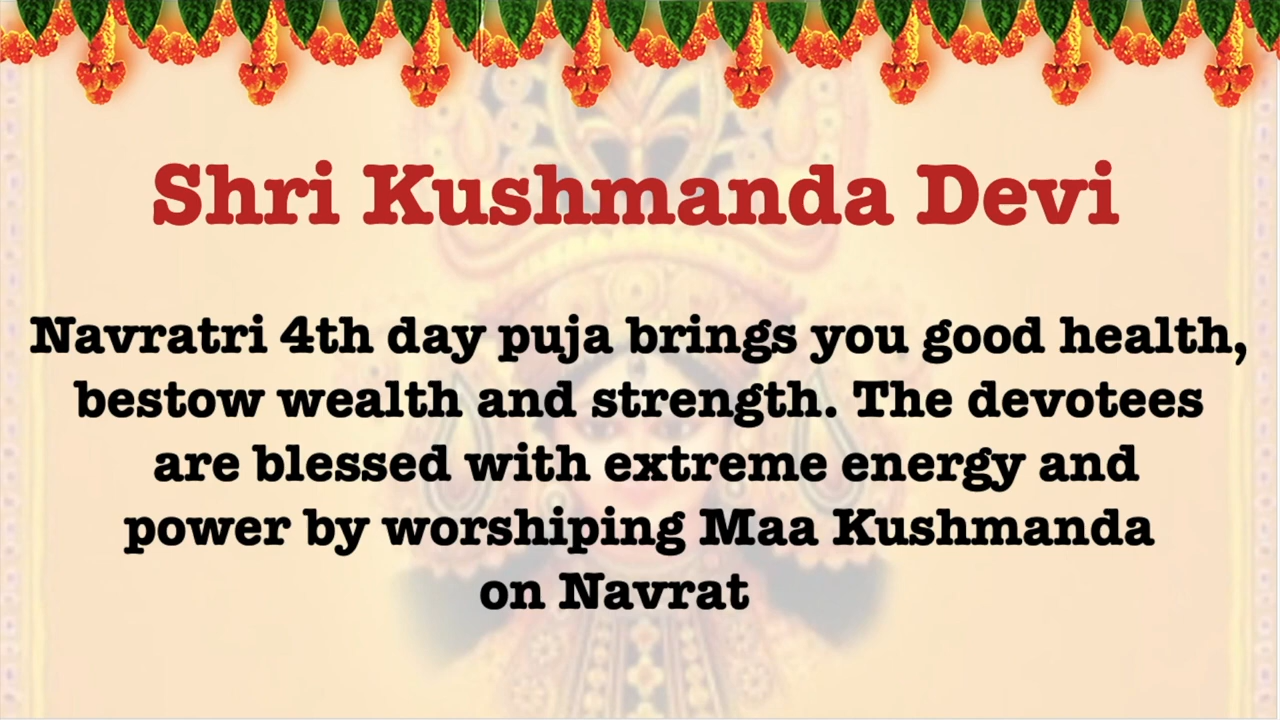 Shri Kushmanda Devi
Navratri 4th day puja brings you good health,
bestow wealth and strength. The devotees
are blessed with extreme energy and
power by worshiping Maa Kushmanda
on Navrat